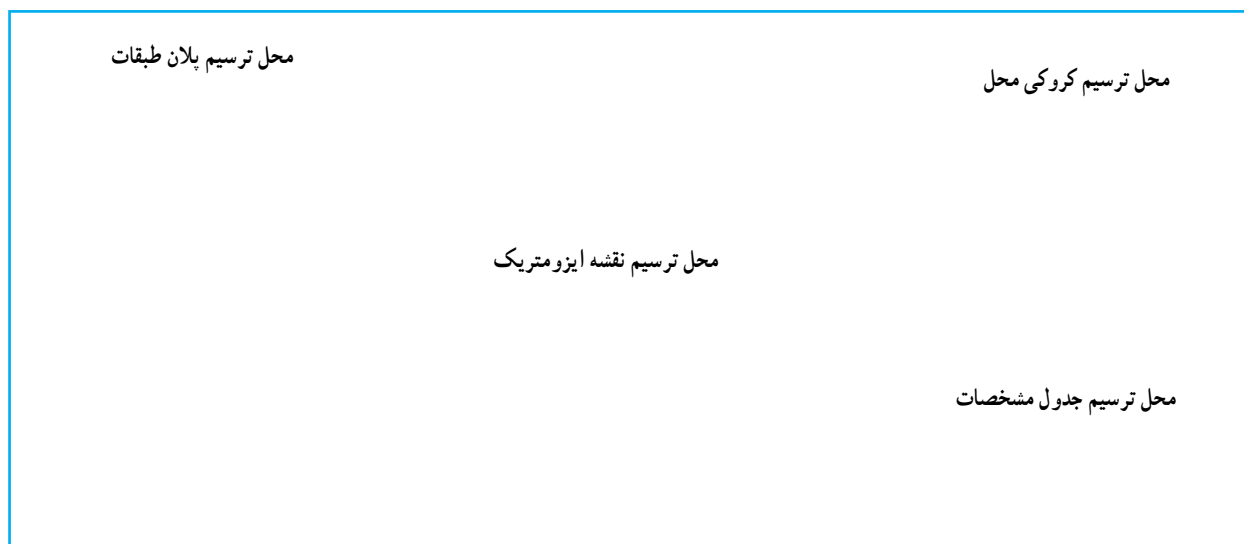 محل ترسیم پلان طبقات
محل ترسیم کروکی محل
محل ترسیم نقشه ایزومتریک
محل ترسیم جدول مشخصات